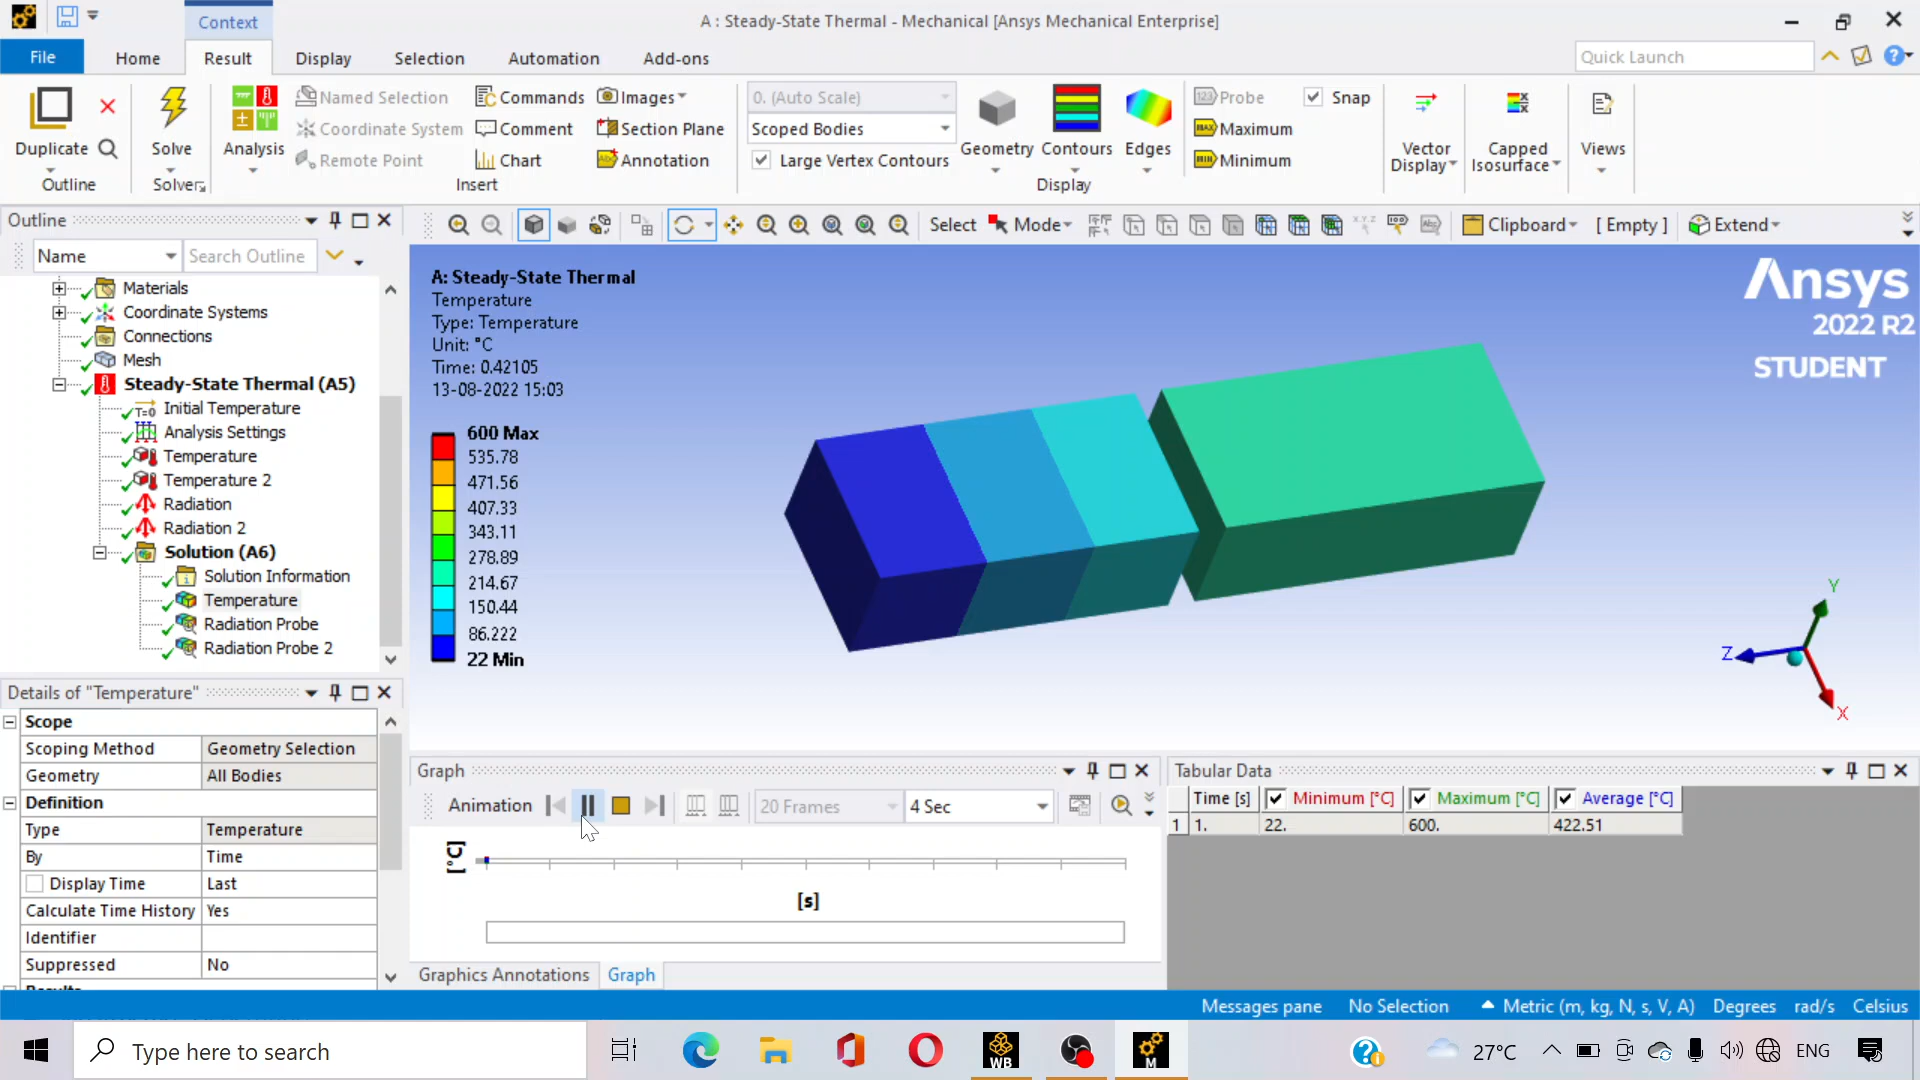 Context
A : Steady-State Thermal - Mechanical [Ansys Mechanical Enterprise]
File
Home
Result
Display
Selection
Automation
Add-ons
Quick Launch
Duplicate
Outline
Solve
Solver
Analysis
Named Selection
Coordinate System
Remote Point
Commands
Comment
Chart
Images
Section Plane
Annotation
Insert
0. (Auto Scale)
Scoped Bodies
Large Vertex Contours
Geometry
Contours
Edges
Display
Probe
Maximum
Minimum
Snap
Vector
Display
Capped
Isosurface
Views
Outline
Name
Search Outline
Select
Mode
Clipboard
[ Empty ]
Extend
Materials
Coordinate Systems
Connections
Mesh
Steady-State Thermal (A5)
Initial Temperature
Analysis Settings
Temperature
Temperature 2
Radiation
Radiation 2
Solution (A6)
Solution Information
Temperature
Radiation Probe
Radiation Probe 2
A: Steady-State Thermal
Temperature
Type: Temperature
Unit: °C
Time: 0.42105
13-08-2022 15:03
600 Max
535.78
471.56
407.33
343.11
278.89
214.67
150.44
86.222
22 Min
Ansys
2022 R2
STUDENT
Y
Z
X
Details of "Temperature"
Scope
Scoping Method Geometry Selection
Geometry All Bodies
Definition
Type Temperature
By Time
Display Time Last
Calculate Time History Yes
Identifier
Suppressed No
Graph
Animation
20 Frames
4 Sec
[°C]
[s]
Graphics Annotations
Graph
Tabular Data
Time [s] Minimum [°C] Maximum [°C] Average [°C]
1 1. 22. 600. 422.51
Messages pane
No Selection
Metric (m, kg, N, s, V, A)
Degrees
rad/s
Celsius
Type here to search
WB
M
27°C
ENG